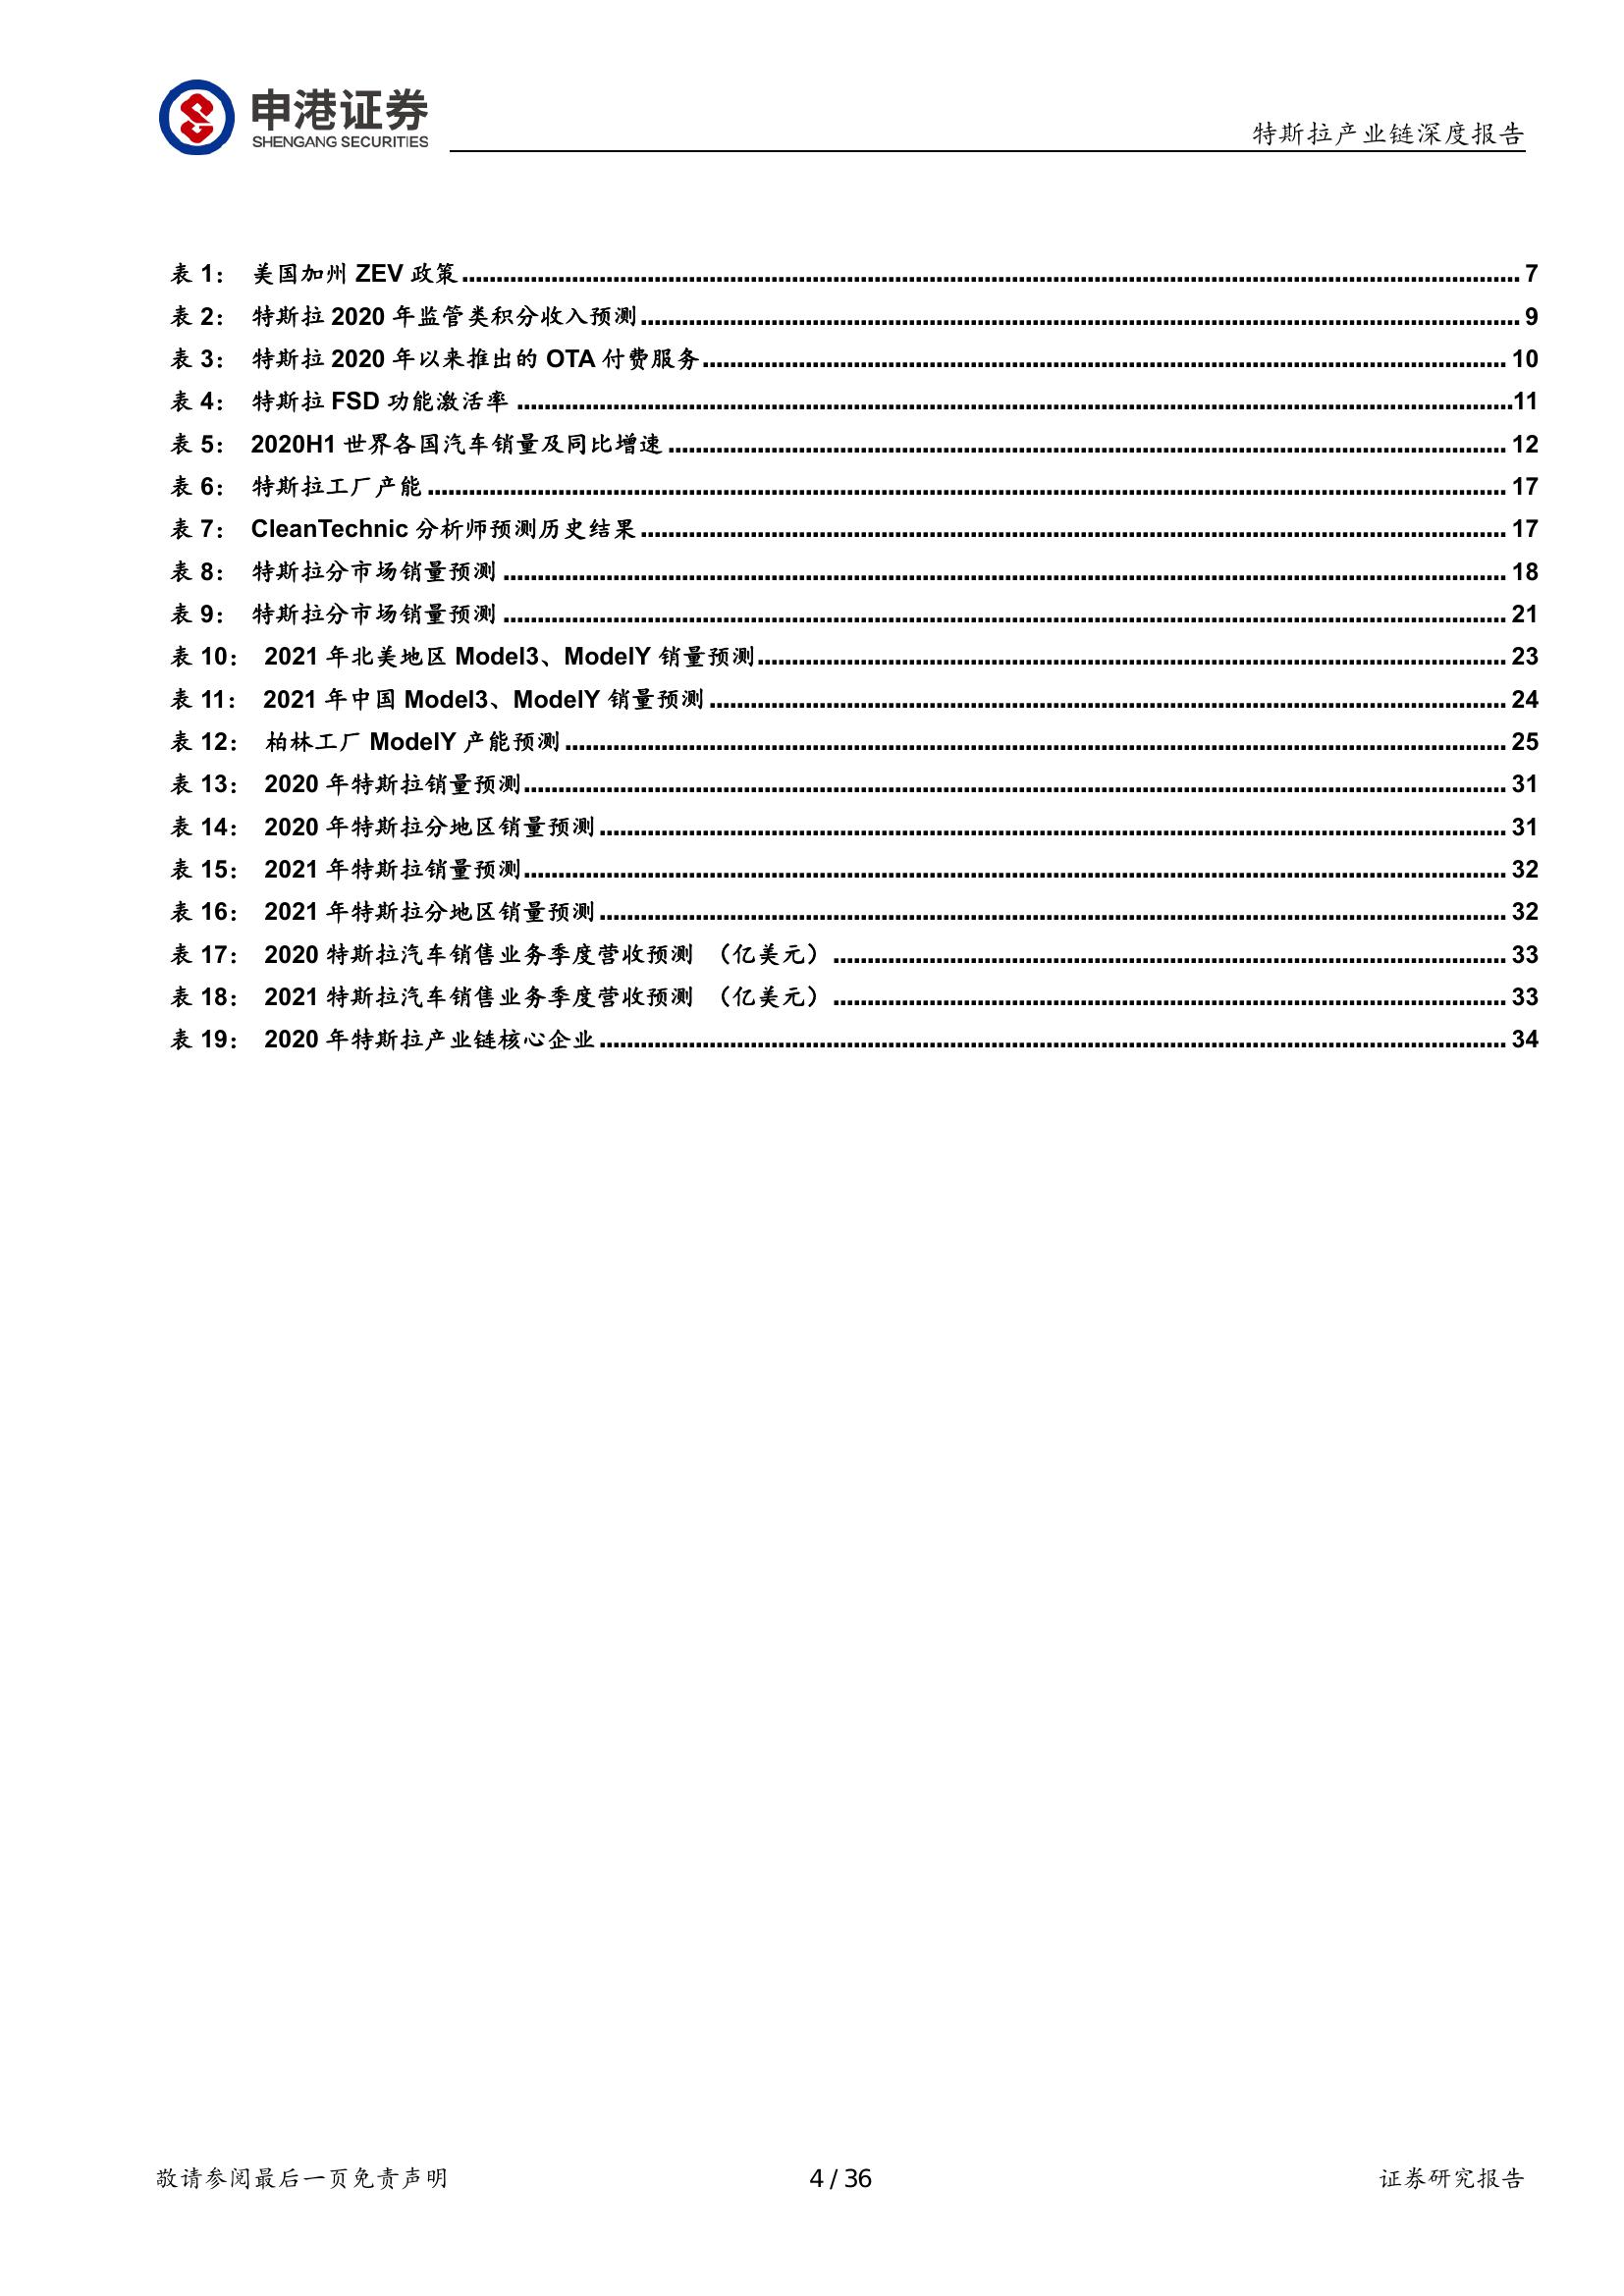 申港证券
SHENGANG SECURITIES
特斯拉产业链深度报告
表 1： 美国加州 ZEV 政策 7
表 2： 特斯拉 2020 年监管类积分收入预测 9
表 3： 特斯拉 2020 年以来推出的 OTA 付费服务 10
表 4： 特斯拉 FSD 功能激活率 11
表 5： 2020H1 世界各国汽车销量及同比增速 12
表 6： 特斯拉工厂产能 17
表 7： CleanTechnic 分析师预测历史结果 17
表 8： 特斯拉分市场销量预测 18
表 9： 特斯拉分市场销量预测 21
表 10： 2021 年北美地区 Model3、ModelY 销量预测 23
表 11： 2021 年中国 Model3、ModelY 销量预测 24
表 12： 柏林工厂 ModelY 产能预测 25
表 13： 2020 年特斯拉销量预测 31
表 14： 2020 年特斯拉分地区销量预测 31
表 15： 2021 年特斯拉销量预测 32
表 16： 2021 年特斯拉分地区销量预测 32
表 17： 2020 特斯拉汽车销售业务季度营收预测 （亿美元） 33
表 18： 2021 特斯拉汽车销售业务季度营收预测 （亿美元） 33
表 19： 2020 年特斯拉产业链核心企业 34
敬请参阅最后一页免责声明 4 / 36 证券研究报告